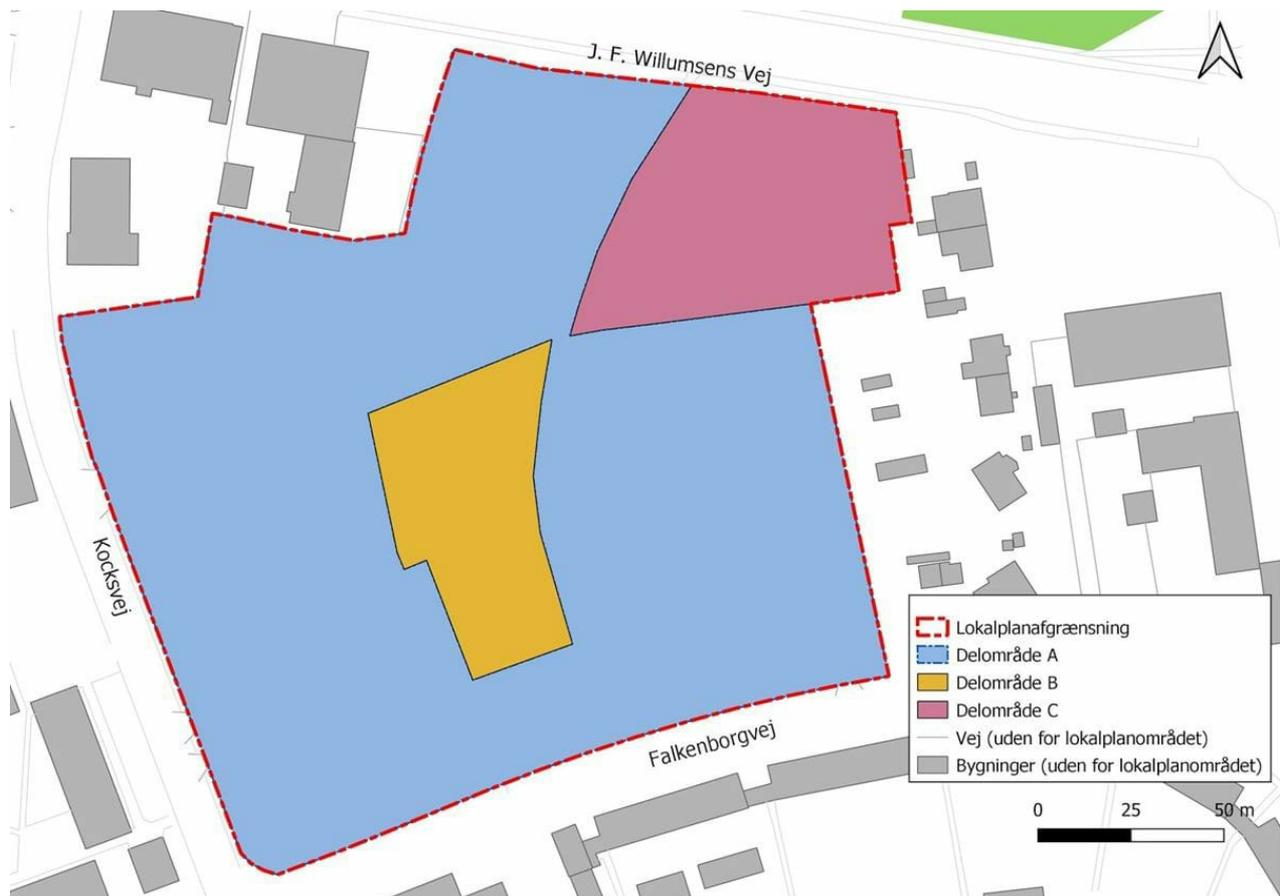 J. F. Willumsens Vej
Kocksvej
Falkenborgvej
Lokalplanafgrænsning
Delområde A
Delområde B
Delområde C
Vej (uden for lokalplanområdet)
Bygninger (uden for lokalplanområdet)
0 25 50 m